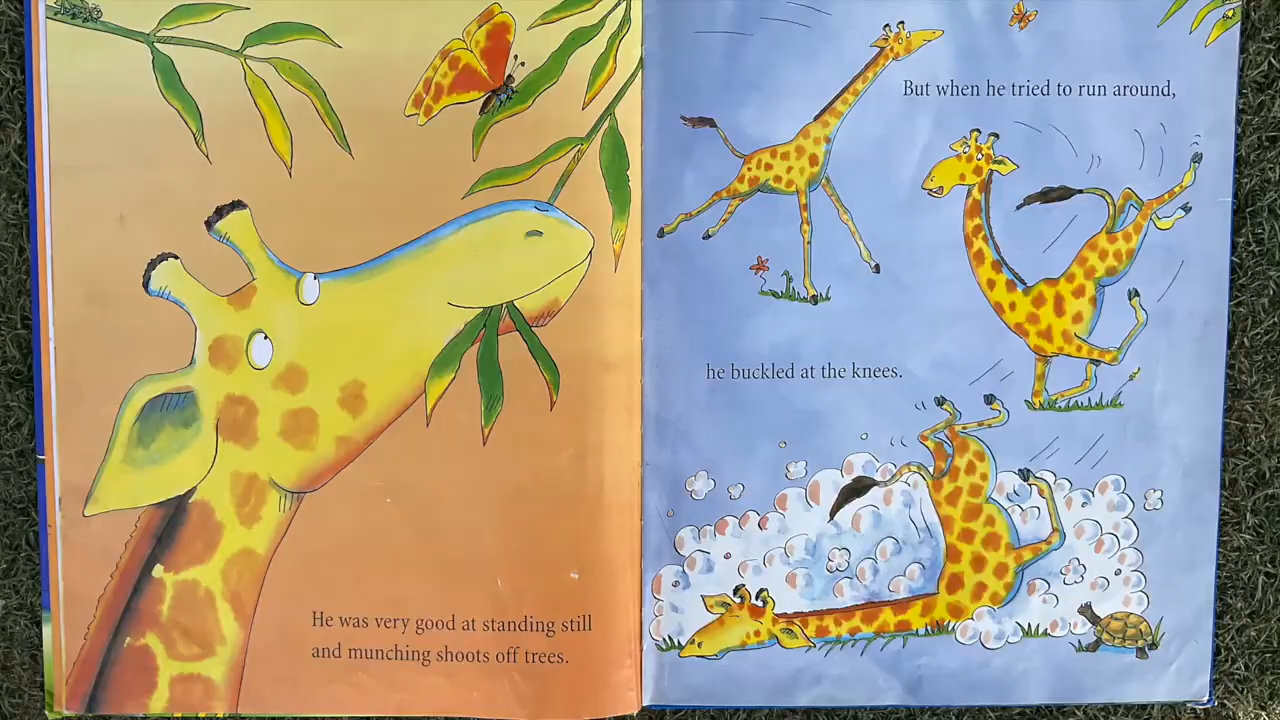 He was very good at standing still
and munching shoots off trees.
But when he tried to run around,
he buckled at the knees.